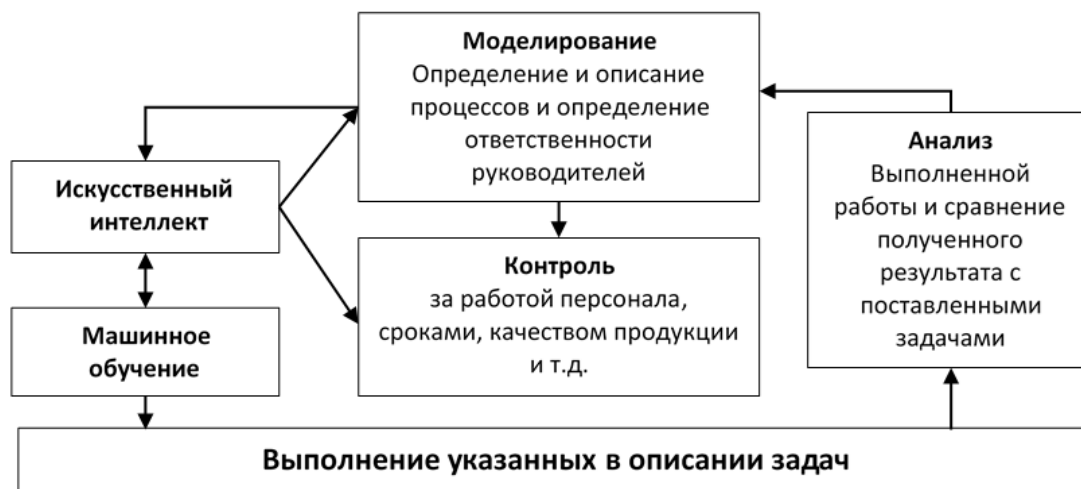 Моделирование
Определение и описание
процессов и определение
ответственности
руководителей
Искусственный
интеллект
Контроль
за работой персонала,
сроками, качеством продукции
и т.д.
Машинное
обучение
Анализ
Выполненной
работы и сравнение
полученного
результата с
поставленными
задачами
Выполнение указанных в описании задач